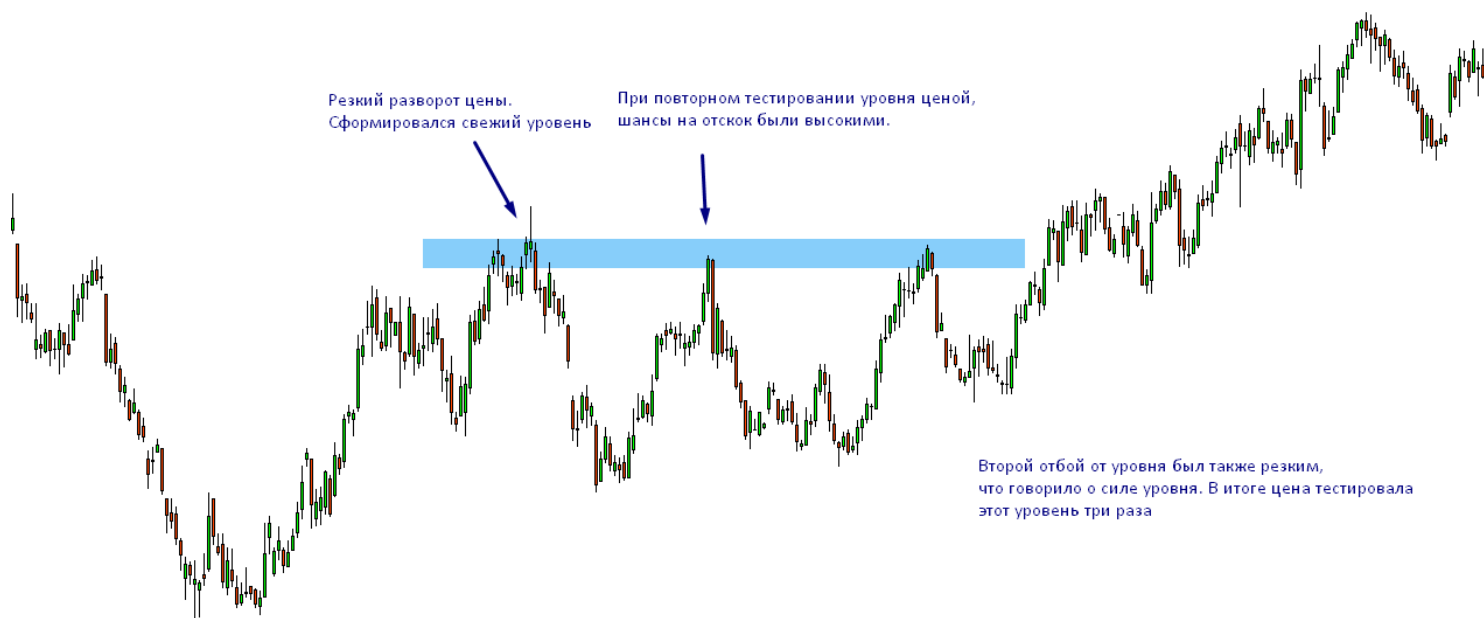 Резкий разворот цены.
Сформировался свежий уровень
При повторном тестировании уровня ценой,
шансы на отскок были высокими.
Второй отбой от уровня был также резким,
что говорило о силе уровня. В итоге цена тестировала
этот уровень три раза